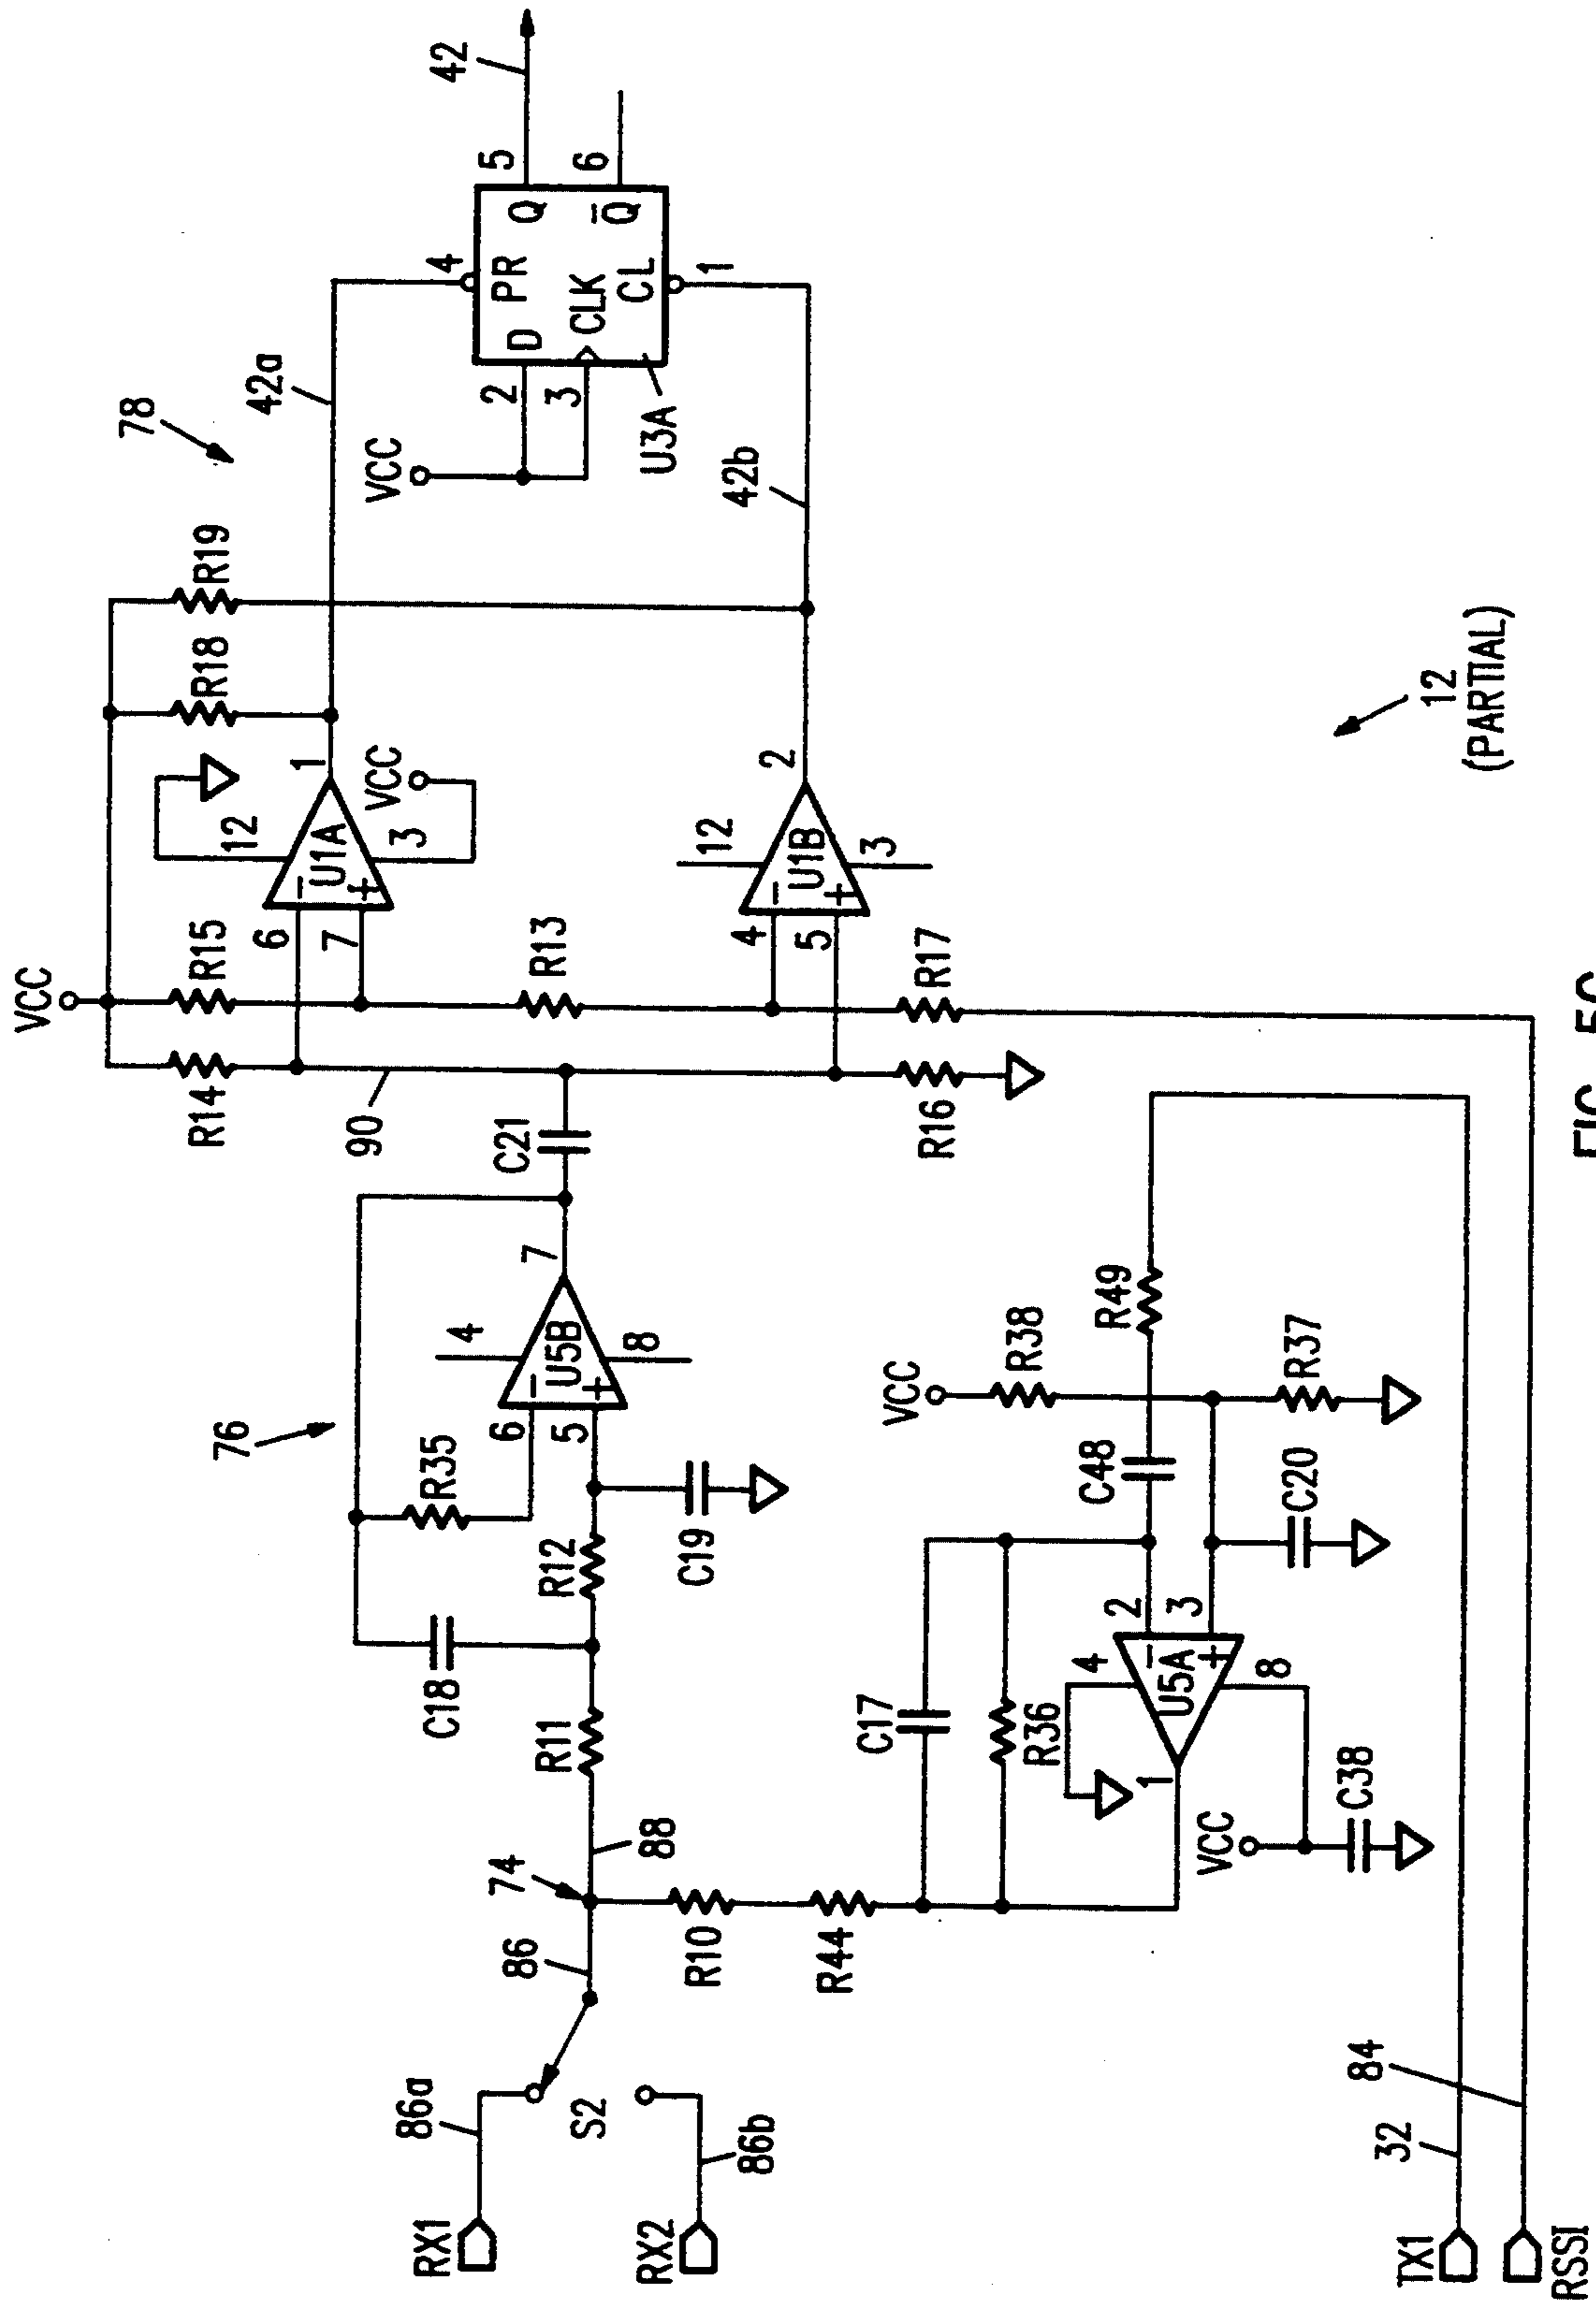 RX1
86a
S2
RX2
86b
86
74
88
R11
C18
R12
C19
R35
76
6
5
4
U5B
−
+
8
7
C21
90
R14
R16
VCC
R15
R13
R17
6
7
12
U1A
−
+
3
1
VCC
4
5
12
U1B
−
+
3
2
R18
R19
78
42a
42b
VCC
2
3
D
CLK
PR
CL
Q
Q̅
U3A
4
1
5
6
42
R10
R44
C17
R36
4
U5A
−
+
2
3
8
1
VCC
C38
C20
C48
VCC
R38
R37
R49
TX1
32
84
RSSI
12
(PARTIAL)